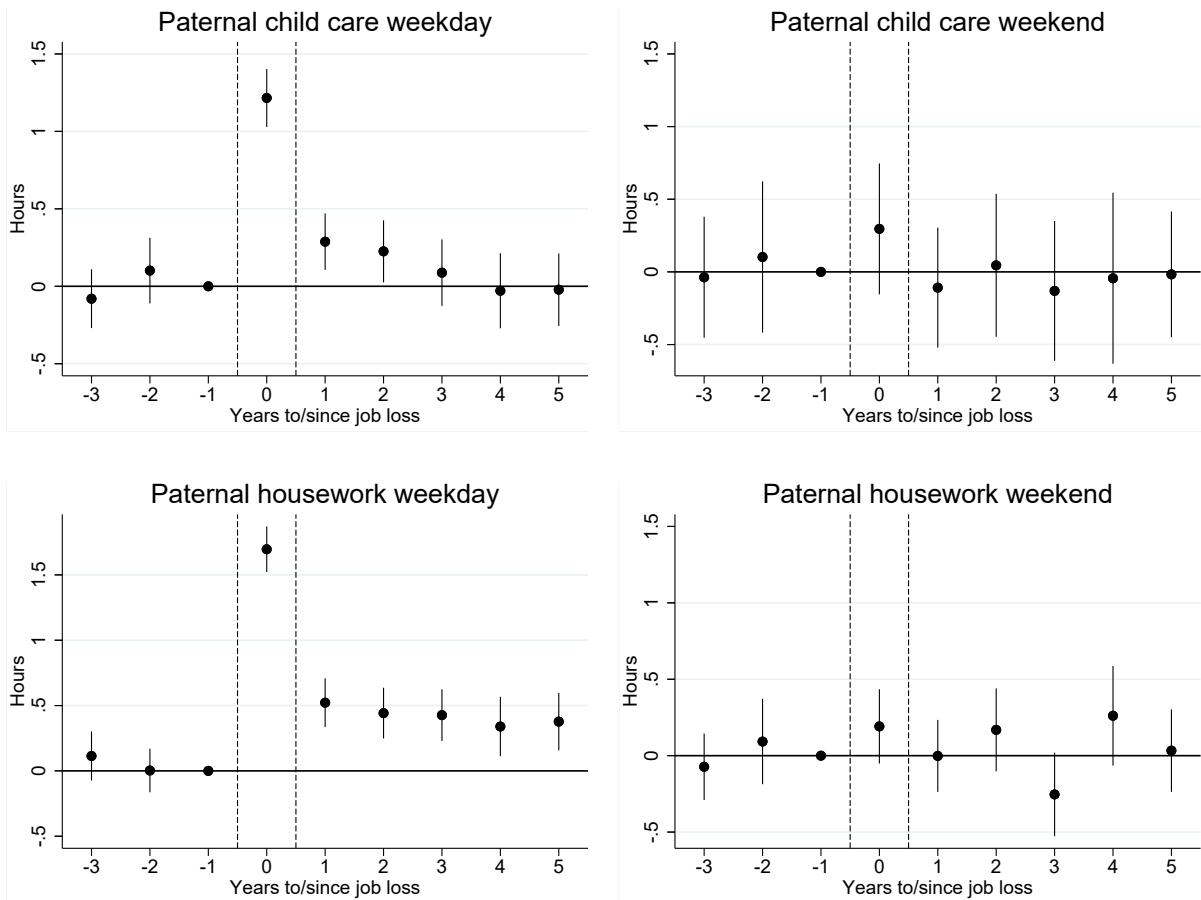 Paternal child care weekday
Hours
1.5
1
.5
0
-.5
-3 -2 -1 0 1 2 3 4 5
Years to/since job loss
Paternal child care weekend
Hours
1.5
1
.5
0
-.5
-3 -2 -1 0 1 2 3 4 5
Years to/since job loss
Paternal housework weekday
Hours
1.5
1
.5
0
-.5
-3 -2 -1 0 1 2 3 4 5
Years to/since job loss
Paternal housework weekend
Hours
1.5
1
.5
0
-.5
-3 -2 -1 0 1 2 3 4 5
Years to/since job loss